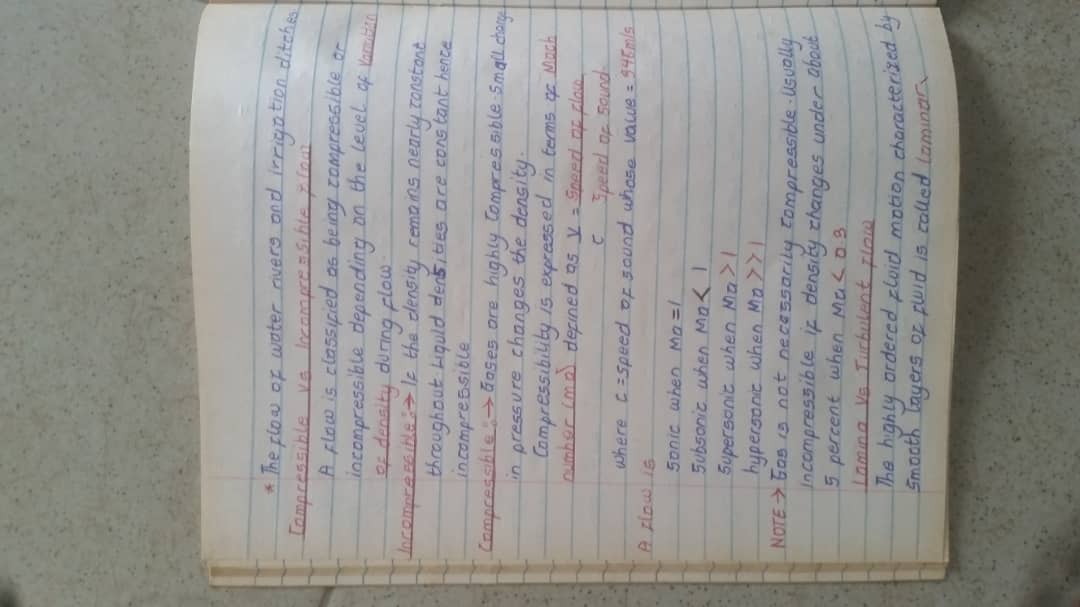 * The flow of water rivers and irrigation ditches
Compressible vs Incompressible flow
A flow is classified as being compressible or
incompressible depending on the level of variation
of density during flow.
Incompressible:→ If the density remains nearly constant
throughout Liquid densities are constant hence
incompressible
Compressible:→ Gases are highly compressible. Small change
in pressure changes the density.
Compressibility is expressed in terms of Mach
number (ma) defined as V = Speed of flow
C Speed of sound.
where C = speed of sound whose value = 346m/s
A flow is
Sonic when Ma = 1
Subsonic when Ma < 1
Supersonic when Ma > 1
hypersonic when Ma >> 1
NOTE → Gas is not necessarily compressible. Usually
incompressible if density changes under about
5 percent when Ma < 0.3
Lamina Vs Turbulent flow
The highly ordered fluid motion characterized by
smooth layers of fluid is called laminar.